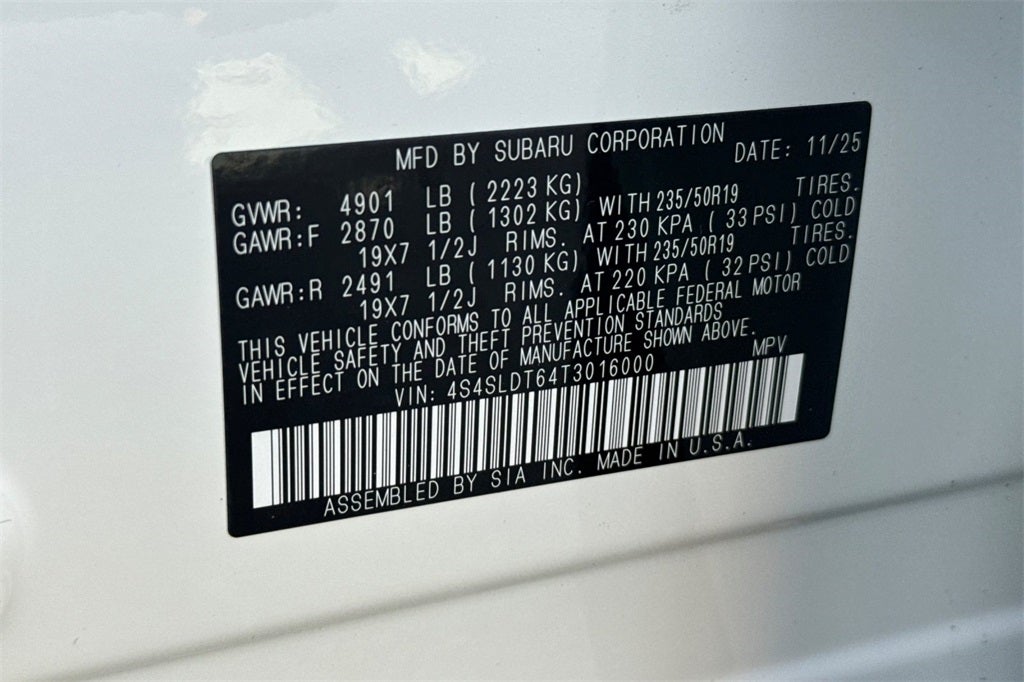 MFD BY SUBARU CORPORATION DATE: 11/25
GVWR: 4901 LB ( 2223 KG)
GAWR:F 2870 LB ( 1302 KG) WITH 235/50R19 TIRES.
19X7 1/2J RIMS. AT 230 KPA ( 33 PSI) COLD
GAWR:R 2491 LB ( 1130 KG) WITH 235/50R19 TIRES.
19X7 1/2J RIMS. AT 220 KPA ( 32 PSI) COLD
THIS VEHICLE CONFORMS TO ALL APPLICABLE FEDERAL MOTOR
VEHICLE SAFETY AND THEFT PREVENTION STANDARDS
IN EFFECT ON THE DATE OF MANUFACTURE SHOWN ABOVE.
VIN: 4S4SLDT64T3016000 MPV
ASSEMBLED BY SIA INC. MADE IN U.S.A.